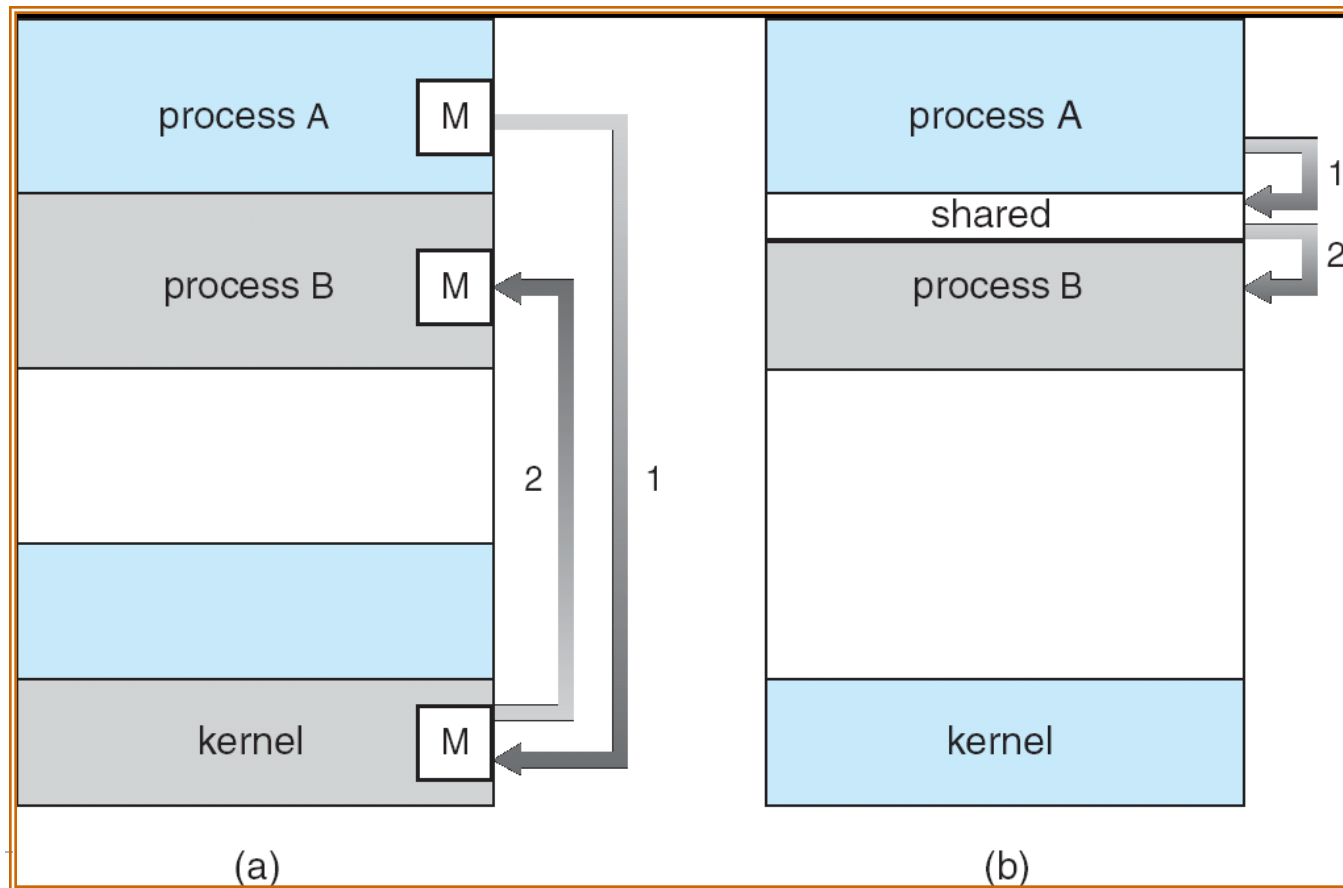 process A
M
process B
M
2
1
kernel
M
(a)
process A
1
shared
2
process B
kernel
(b)